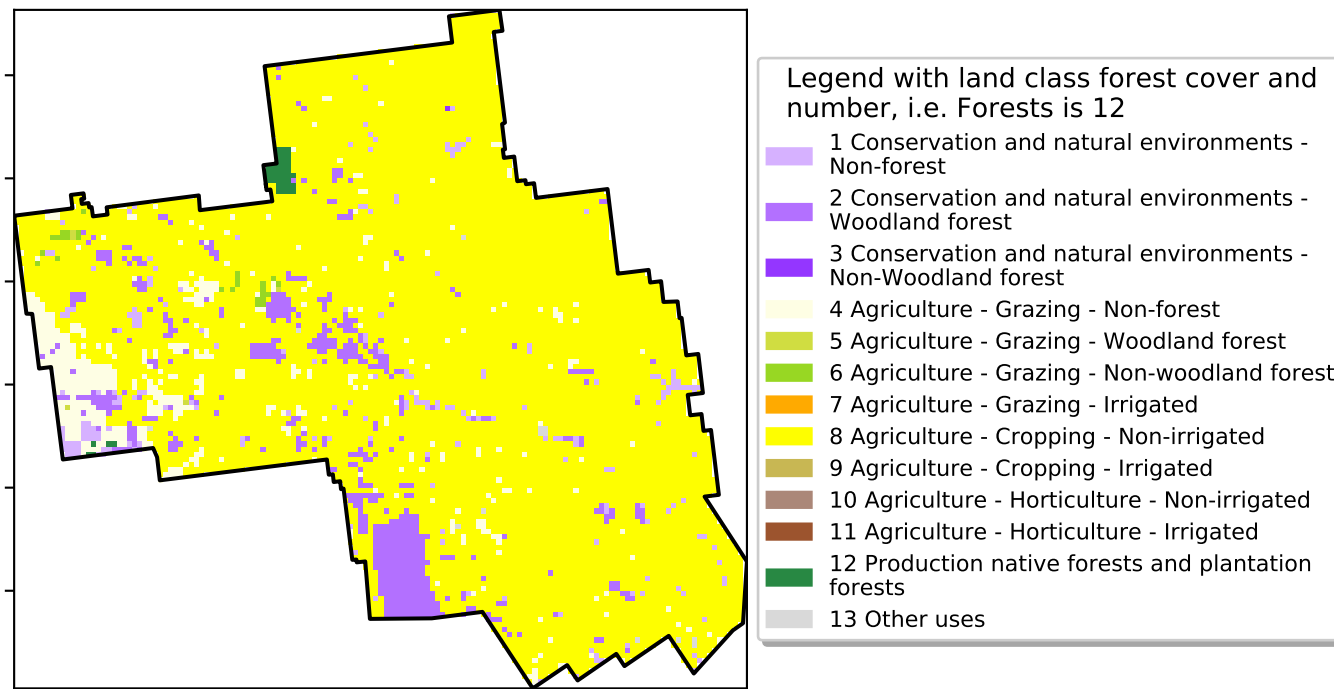 Legend with land class forest cover and
number, i.e. Forests is 12
1 Conservation and natural environments -
Non-forest
2 Conservation and natural environments -
Woodland forest
3 Conservation and natural environments -
Non-Woodland forest
4 Agriculture - Grazing - Non-forest
5 Agriculture - Grazing - Woodland forest
6 Agriculture - Grazing - Non-woodland forest
7 Agriculture - Grazing - Irrigated
8 Agriculture - Cropping - Non-irrigated
9 Agriculture - Cropping - Irrigated
10 Agriculture - Horticulture - Non-irrigated
11 Agriculture - Horticulture - Irrigated
12 Production native forests and plantation
forests
13 Other uses